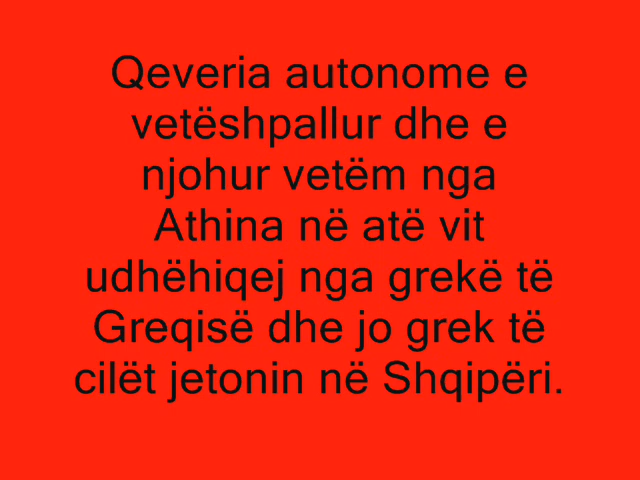 Qeveria autonome e
vetëshpallur dhe e
njohur vetëm nga
Athina në atë vit
udhëhiqej nga grekë të
Greqisë dhe jo grek të
cilët jetonin në Shqipëri.